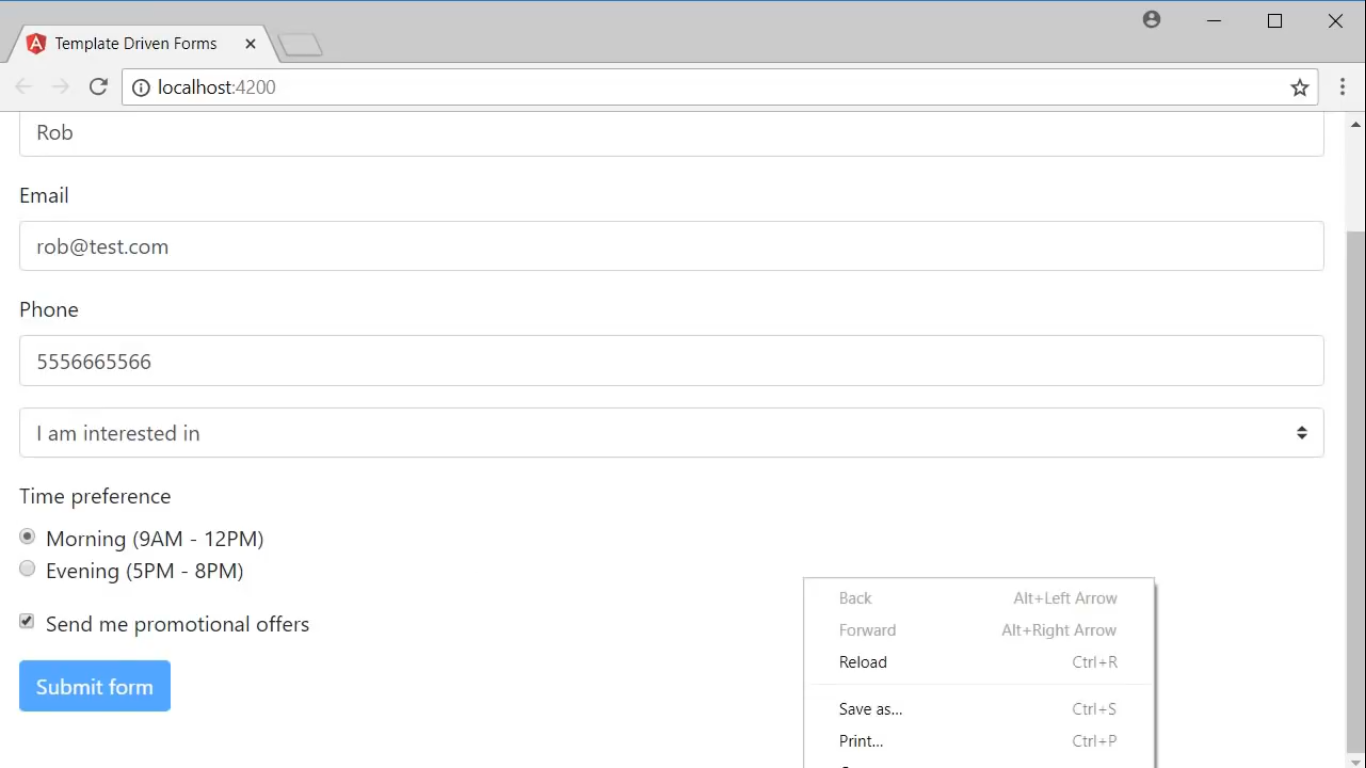 Template Driven Forms
localhost:4200
Rob
Email
rob@test.com
Phone
5556665566
I am interested in
Time preference
Morning (9AM - 12PM)
Evening (5PM - 8PM)
Send me promotional offers
Submit form
Back Alt+Left Arrow
Forward Alt+Right Arrow
Reload Ctrl+R
Save as... Ctrl+S
Print... Ctrl+P